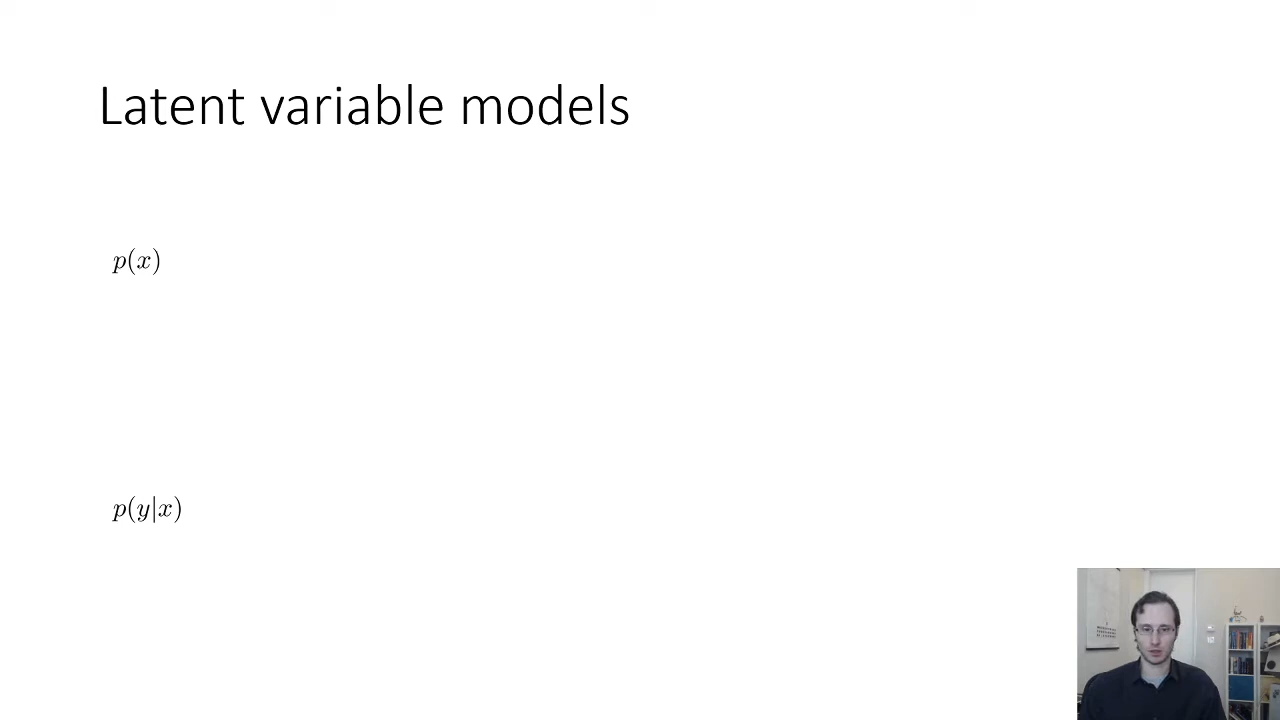 Latent variable models
p(x)
p(y|x)